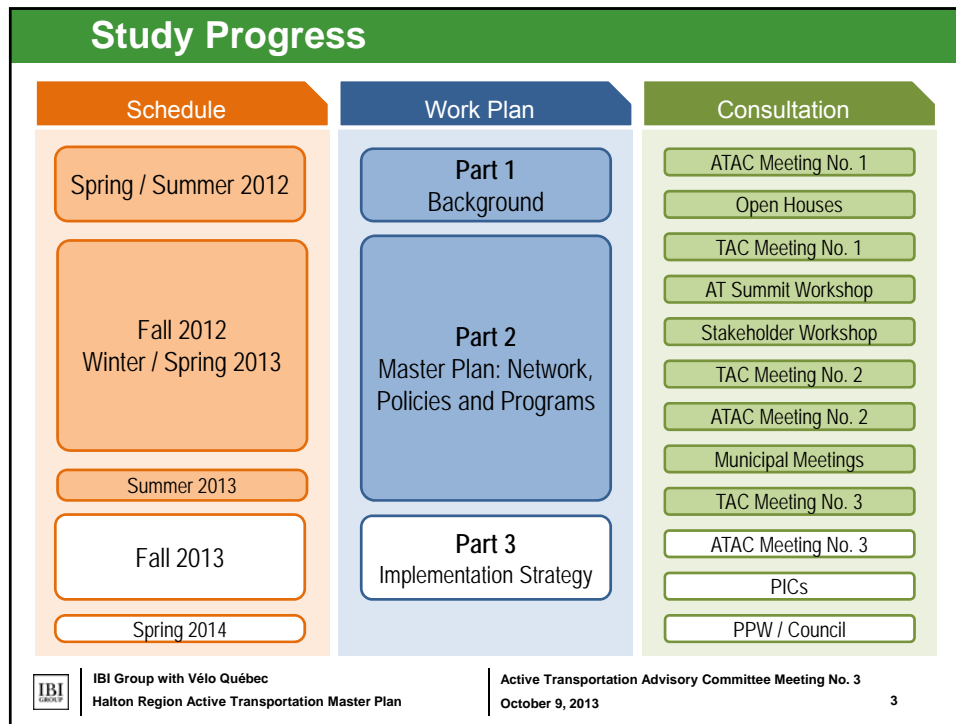 Study Progress
Schedule
Spring / Summer 2012
Fall 2012
Winter / Spring 2013
Summer 2013
Fall 2013
Spring 2014
Work Plan
Part 1
Background
Part 2
Master Plan: Network,
Policies and Programs
Part 3
Implementation Strategy
Consultation
ATAC Meeting No. 1
Open Houses
TAC Meeting No. 1
AT Summit Workshop
Stakeholder Workshop
TAC Meeting No. 2
ATAC Meeting No. 2
Municipal Meetings
TAC Meeting No. 3
ATAC Meeting No. 3
PICs
PPW / Council
IBI
GROUP
IBI Group with Vélo Québec
Halton Region Active Transportation Master Plan
Active Transportation Advisory Committee Meeting No. 3
October 9, 2013
3